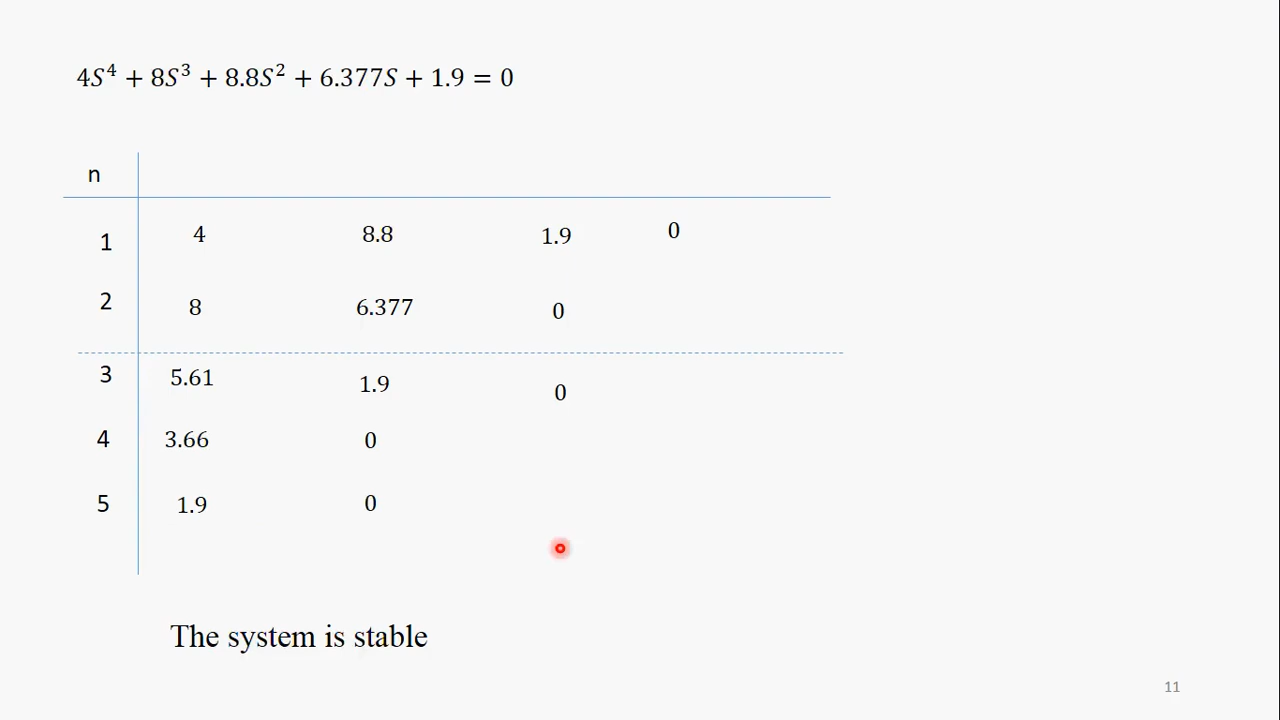 4S⁴ + 8S³ + 8.8S² + 6.377S + 1.9 = 0
n
1 4 8.8 1.9 0
2 8 6.377 0
3 5.61 1.9 0
4 3.66 0
5 1.9 0
The system is stable
11